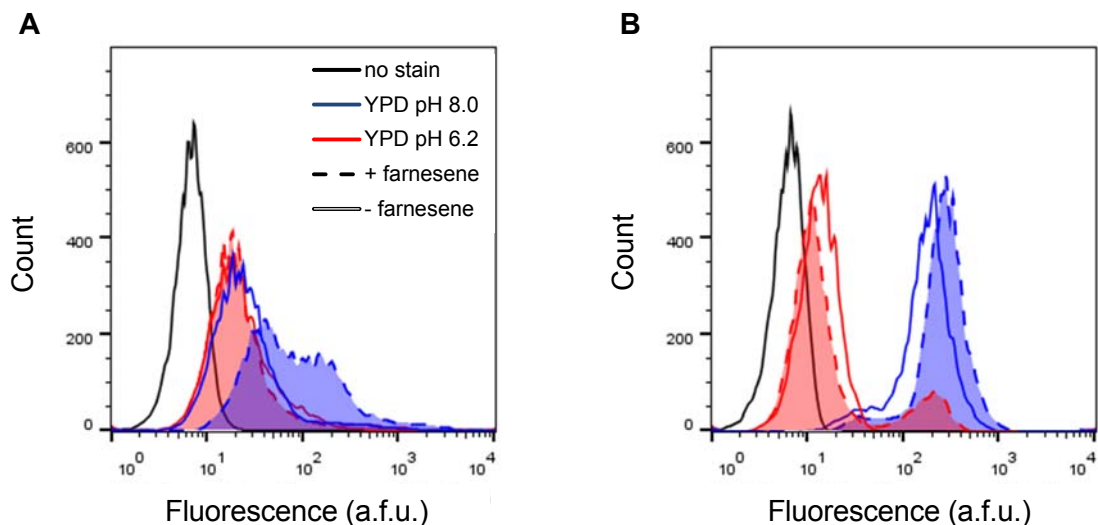 A
B
no stain
YPD pH 8.0
YPD pH 6.2
+ farnesene
- farnesene
Count
600
400
200
0
10^0 10^1 10^2 10^3 10^4
Fluorescence (a.f.u.)
Count
600
400
200
0
10^0 10^1 10^2 10^3 10^4
Fluorescence (a.f.u.)